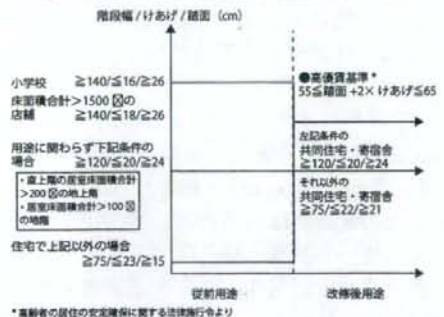 階段幅/けあげ/踏面（cm）
小学校 ≧140/≦16/≧26
床面積合計>1500 ☒の
店舗 ≧140/≦18/≧26
用途に関わらず下記条件の
場合 ≧120/≦20/≧24
・直上階の居室床面積合計
>200 ☒の地上階
・居室床面積合計>100 ☒
の地階
住宅で上記以外の場合
≧75/≦23/≧15
●高優賃基準*
55≦踏面+2×けあげ≦65
左記条件の
共同住宅・寄宿舎
≧120/≦20/≧24
それ以外の
共同住宅・寄宿舎
≧75/≦22/≧21
従前用途
改修後用途
*高齢者の居住の安定確保に関する法律施行令より